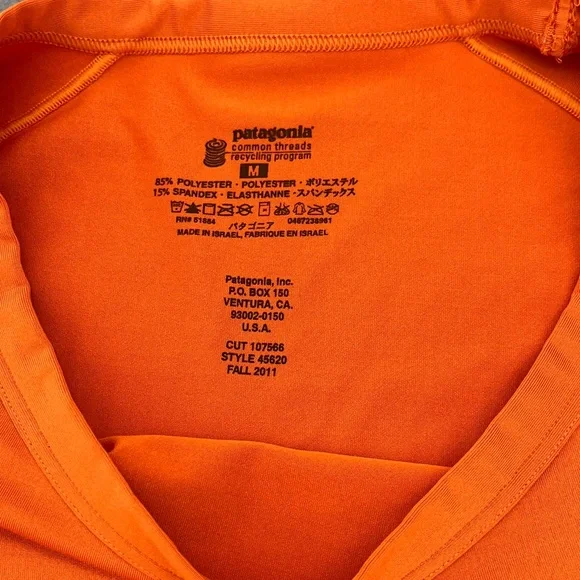 patagonia®
common threads
recycling program
M
85% POLYESTER · POLYESTER · ポリエステル
15% SPANDEX · ELASTHANNE · スパンデックス
RN# 51884 パタゴニア 0467238981
MADE IN ISRAEL, FABRIQUE EN ISRAEL
Patagonia, Inc.
P.O. BOX 150
VENTURA, CA.
93002-0150
U.S.A.
CUT 107566
STYLE 45620
FALL 2011